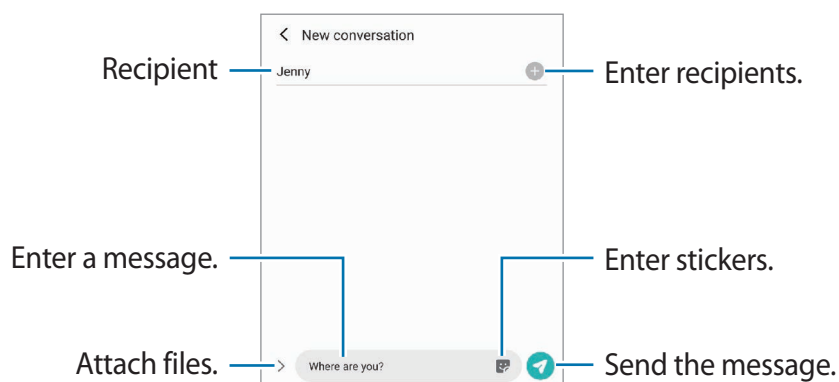 New conversation
Recipient
Jenny
Enter recipients.
Enter a message.
Enter stickers.
Attach files.
Where are you?
Send the message.